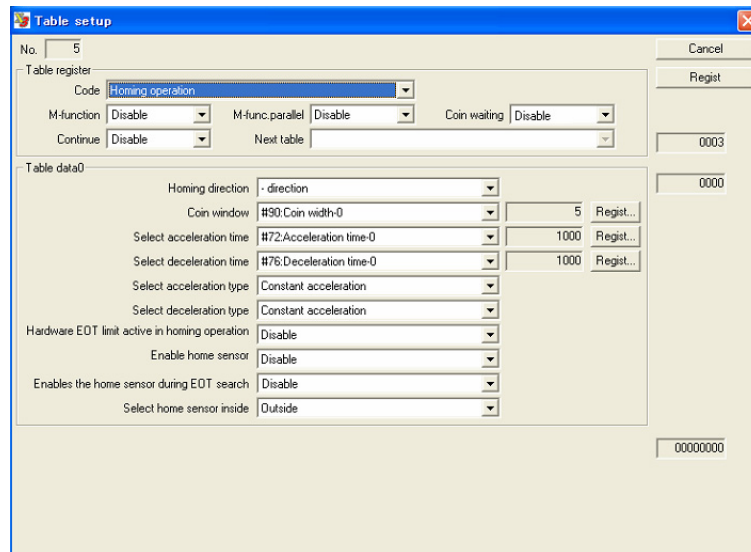 Table setup
No. 5 Cancel
Table register Regist
Code Homing operation
M-function Disable M-func.parallel Disable Coin waiting Disable
Continue Disable Next table 0003
Table data0
Homing direction - direction 0000
Coin window #90:Coin width-0 5 Regist...
Select acceleration time #72:Acceleration time-0 1000 Regist...
Select deceleration time #76:Deceleration time-0 1000 Regist...
Select acceleration type Constant acceleration
Select deceleration type Constant acceleration
Hardware EOT limit active in homing operation Disable
Enable home sensor Disable
Enables the home sensor during EOT search Disable
Select home sensor inside Outside
00000000